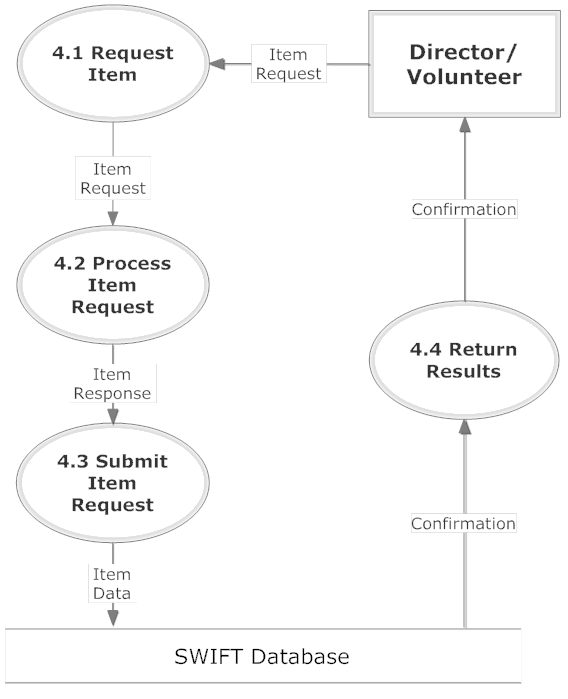 4.1 Request
Item
Item
Request
Director/
Volunteer
Item
Request
Confirmation
4.2 Process
Item
Request
4.4 Return
Results
Item
Response
4.3 Submit
Item
Request
Confirmation
Item
Data
SWIFT Database